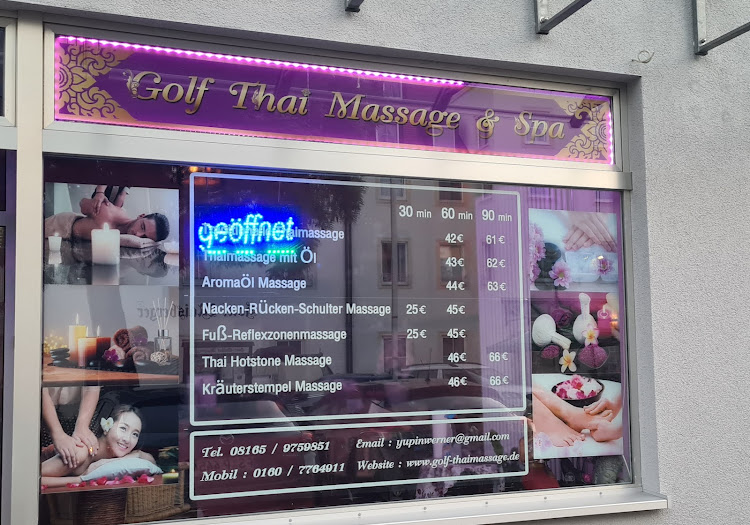 Golf Thai Massage & Spa
30 min 60 min 90 min
geöffnet
Thaimassage 42€ 61€
Thaimassage mit Öl 43€ 62€
AromaÖl Massage 44€ 63€
Nacken-Rücken-Schulter Massage 25€ 45€
Fuß-Reflexzonenmassage 25€ 45€
Thai Hotstone Massage 46€ 66€
Kräuterstempel Massage 46€ 66€
Tel. 08165 / 9759851 Email : yupinwerner@gmail.com
Mobil : 0160 / 7764911 Website : www.golf-thaimassage.de